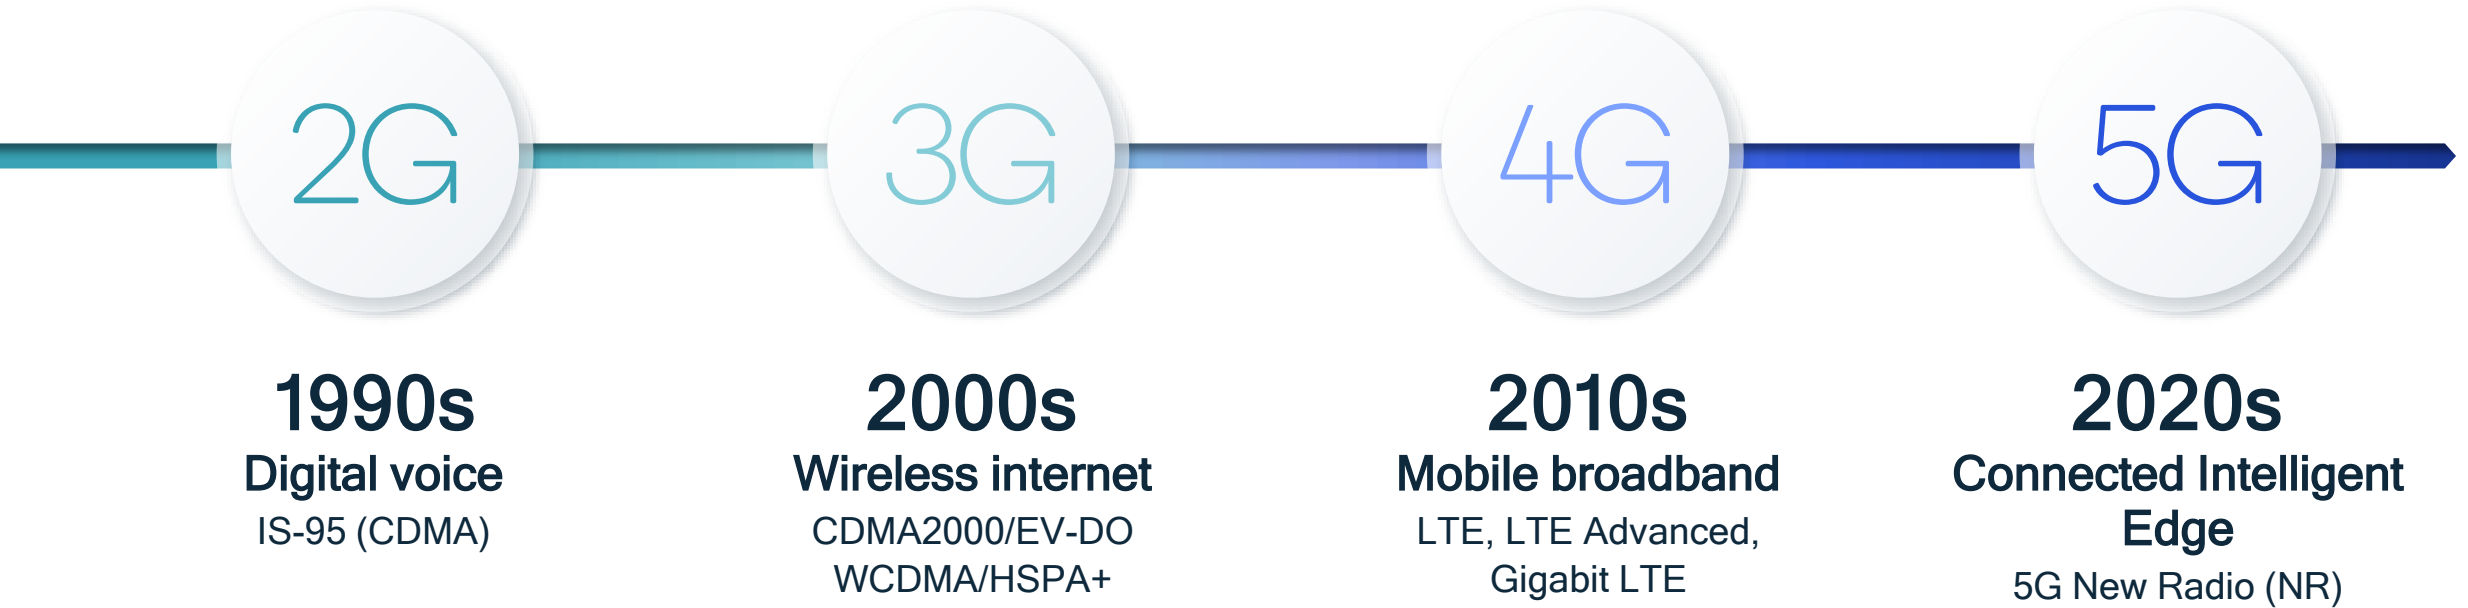 2G
3G
4G
5G
1990s
Digital voice
IS-95 (CDMA)
2000s
Wireless internet
CDMA2000/EV-DO
WCDMA/HSPA+
2010s
Mobile broadband
LTE, LTE Advanced,
Gigabit LTE
2020s
Connected Intelligent
Edge
5G New Radio (NR)